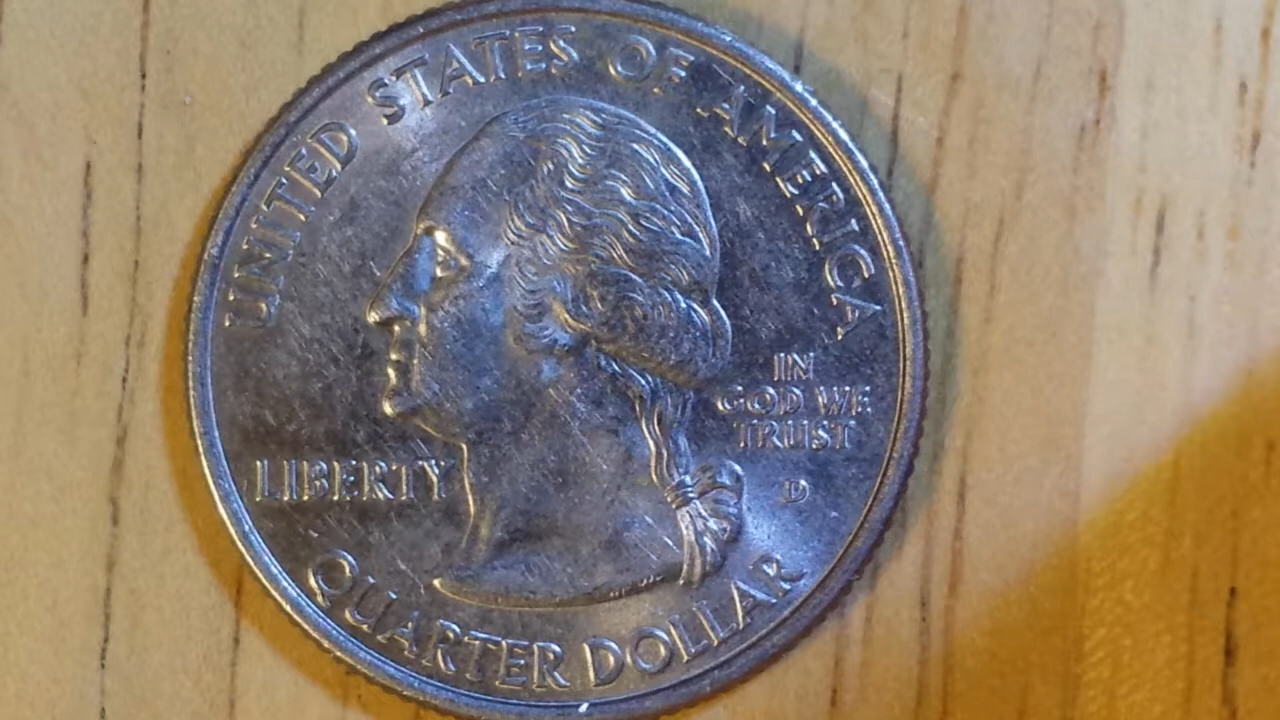 UNITED STATES OF AMERICA
IN
GOD WE
TRUST
LIBERTY
D
QUARTER DOLLAR